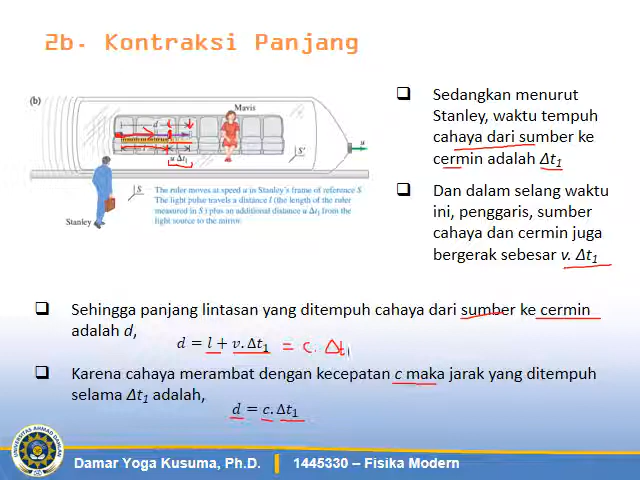 2b. Kontraksi Panjang
(b)
d
Mavis
l
u Δt₁
S'
u
S
Stanley
The ruler moves at speed u in Stanley's frame of reference S.
The light pulse travels a distance l (the length of the ruler
measured in S) plus an additional distance u Δt₁ from the
light source to the mirror.
❑ Sedangkan menurut
Stanley, waktu tempuh
cahaya dari sumber ke
cermin adalah Δt₁
❑ Dan dalam selang waktu
ini, penggaris, sumber
cahaya dan cermin juga
bergerak sebesar v. Δt₁
❑ Sehingga panjang lintasan yang ditempuh cahaya dari sumber ke cermin
adalah d,
d = l + v. Δt₁ = c. Δt₁
❑ Karena cahaya merambat dengan kecepatan c maka jarak yang ditempuh
selama Δt₁ adalah,
d = c. Δt₁
UNIVERSITAS AHMAD DAHLAN
Damar Yoga Kusuma, Ph.D.
1445330 – Fisika Modern